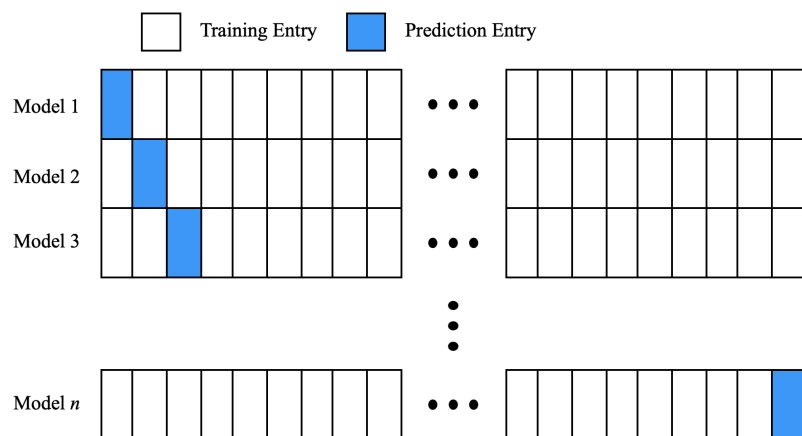 Training Entry Prediction Entry
Model 1
Model 2
Model 3
Model n